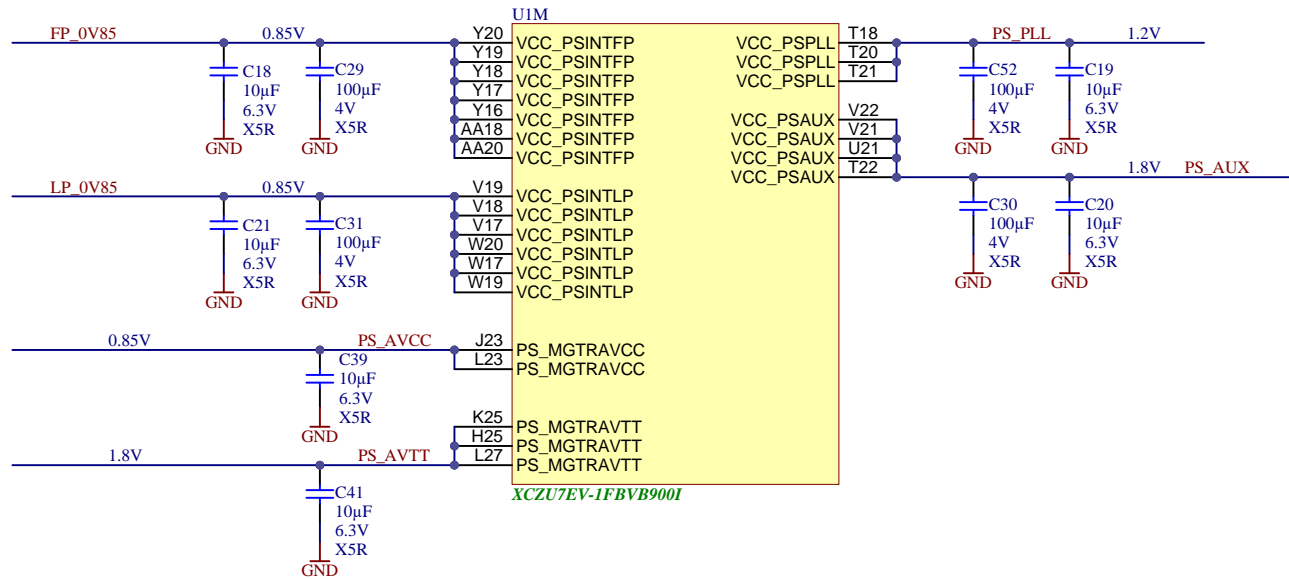 U1M
FP_0V85
0.85V
C18
10µF
6.3V
X5R
GND
C29
100µF
4V
X5R
GND
Y20
Y19
Y18
Y17
Y16
AA18
AA20
VCC_PSINTFP
VCC_PSINTFP
VCC_PSINTFP
VCC_PSINTFP
VCC_PSINTFP
VCC_PSINTFP
VCC_PSINTFP
LP_0V85
0.85V
C21
10µF
6.3V
X5R
GND
C31
100µF
4V
X5R
GND
V19
V18
V17
W20
W17
W19
VCC_PSINTLP
VCC_PSINTLP
VCC_PSINTLP
VCC_PSINTLP
VCC_PSINTLP
VCC_PSINTLP
0.85V
PS_AVCC
C39
10µF
6.3V
X5R
GND
J23
L23
PS_MGTRAVCC
PS_MGTRAVCC
1.8V
PS_AVTT
C41
10µF
6.3V
X5R
GND
K25
H25
L27
PS_MGTRAVTT
PS_MGTRAVTT
PS_MGTRAVTT
VCC_PSPLL
VCC_PSPLL
VCC_PSPLL
T18
T20
T21
PS_PLL
1.2V
C52
100µF
4V
X5R
GND
C19
10µF
6.3V
X5R
GND
VCC_PSAUX
VCC_PSAUX
VCC_PSAUX
VCC_PSAUX
V22
V21
U21
T22
1.8V
PS_AUX
C30
100µF
4V
X5R
GND
C20
10µF
6.3V
X5R
GND
XCZU7EV-1FBVB900I